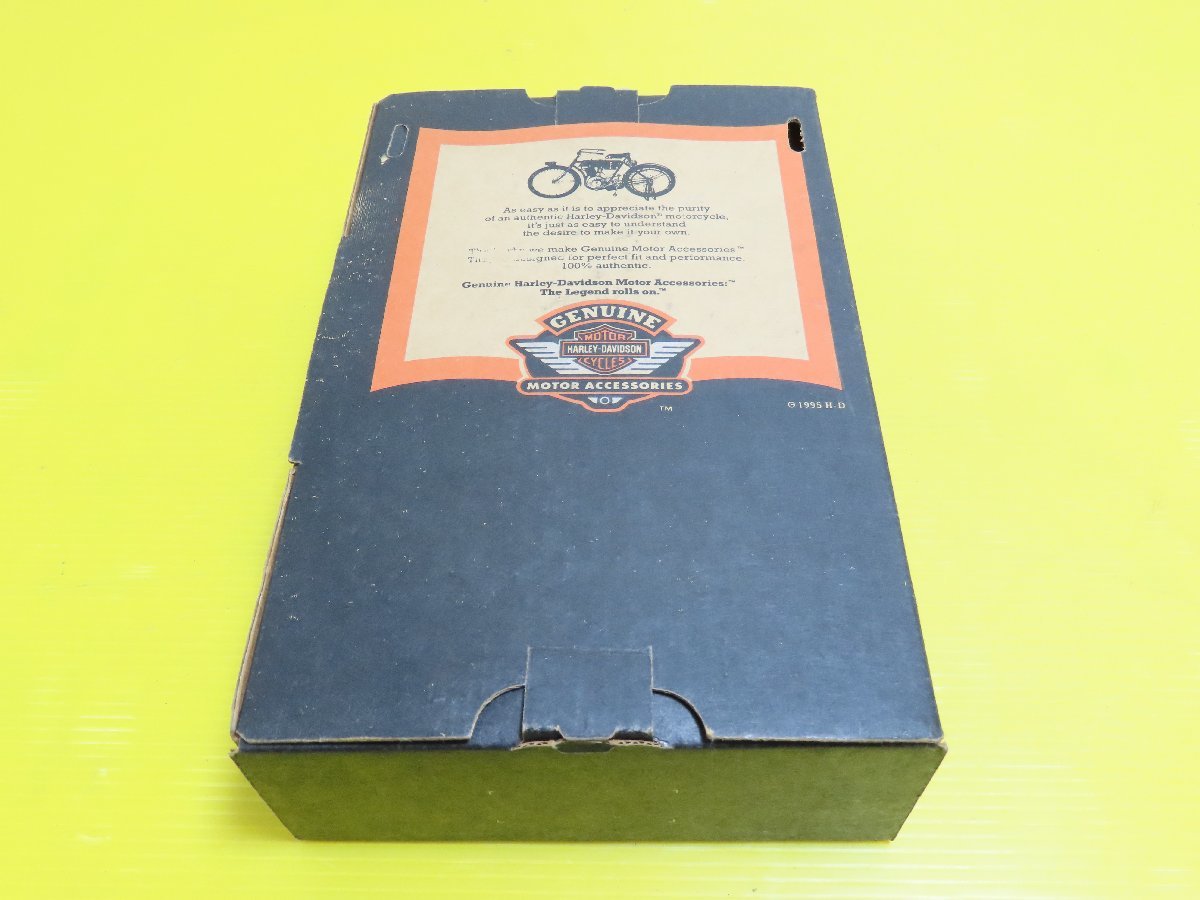 As easy as it is to appreciate the purity
of an authentic Harley-Davidson® motorcycle,
it's just as easy to understand
the desire to make it your own.
we make Genuine Motor Accessories™
for perfect fit and performance,
100% authentic.
Genuine Harley-Davidson Motor Accessories:™
The Legend rolls on.™
GENUINE
MOTOR
HARLEY-DAVIDSON
CYCLES
MOTOR ACCESSORIES
™
© 1995 H-D